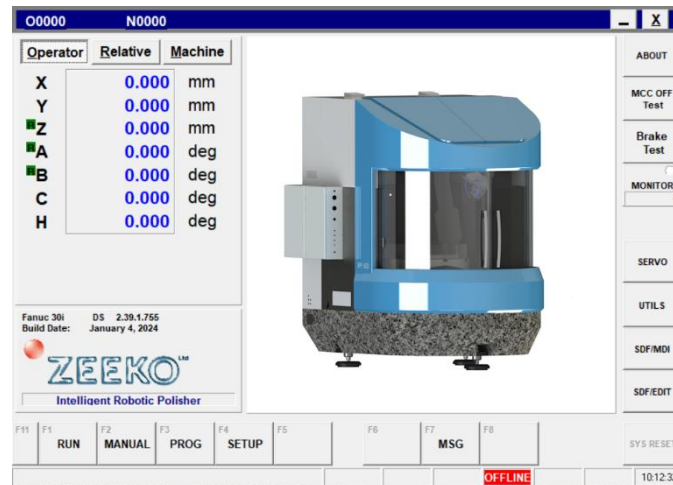 O0000 N0000
_ X
Operator Relative Machine
X 0.000 mm
Y 0.000 mm
Z 0.000 mm
A 0.000 deg
B 0.000 deg
C 0.000 deg
H 0.000 deg
Fanuc 30i DS 2.39.1.755
Build Date: January 4, 2024
ZEEKO Ltd
Intelligent Robotic Polisher
ABOUT
MCC OFF
Test
Brake
Test
MONITOR
SERVO
UTILS
SDF/MDI
SDF/EDIT
SYS RESET
F11 F1 RUN F2 MANUAL F3 PROG F4 SETUP F5 F6 F7 MSG F8
OFFLINE
10:12:3